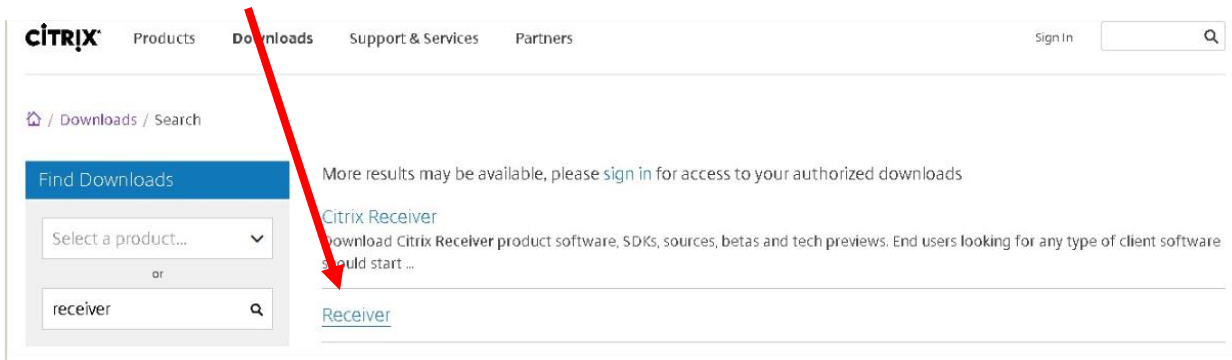 CİTRIX Products Downloads Support & Services Partners Sign In
/ Downloads / Search
Find Downloads
Select a product...
or
receiver
More results may be available, please sign in for access to your authorized downloads
Citrix Receiver
Download Citrix Receiver product software, SDKs, sources, betas and tech previews. End users looking for any type of client software
should start ...
Receiver